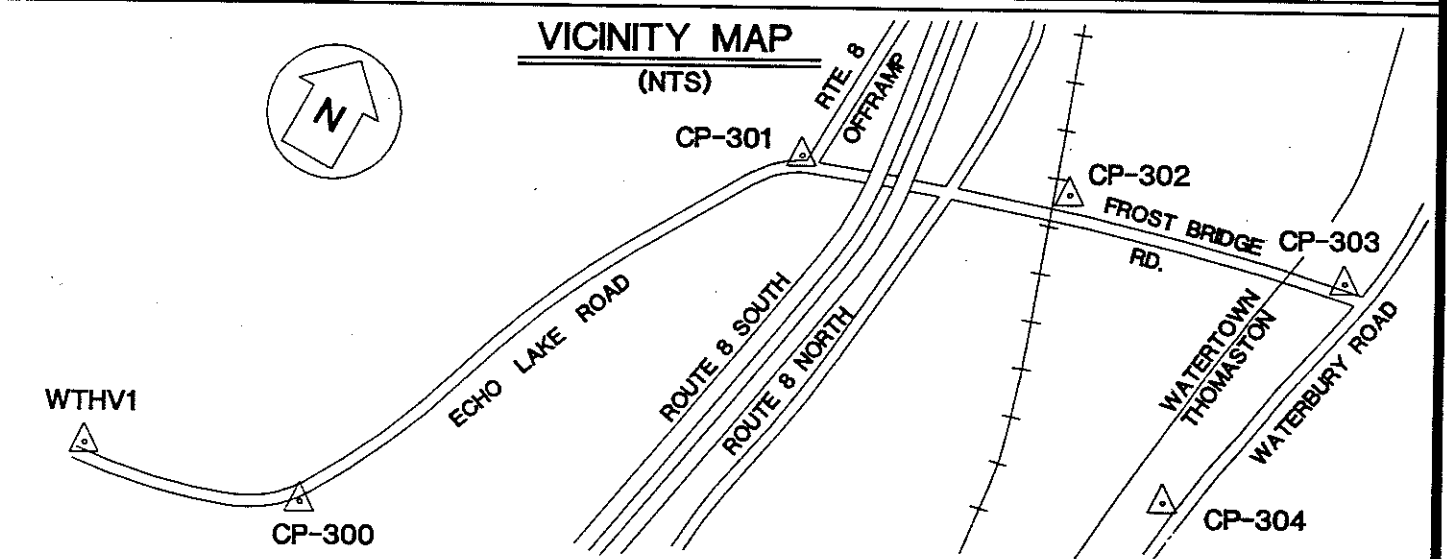 VICINITY MAP
(NTS)
N
RTE. 8
OFFRAMP
CP-301
CP-302
FROST BRIDGE
RD.
CP-303
ECHO LAKE ROAD
ROUTE 8 SOUTH
ROUTE 8 NORTH
WATERTOWN
THOMASTON
WATERBURY ROAD
WTHV1
CP-300
CP-304